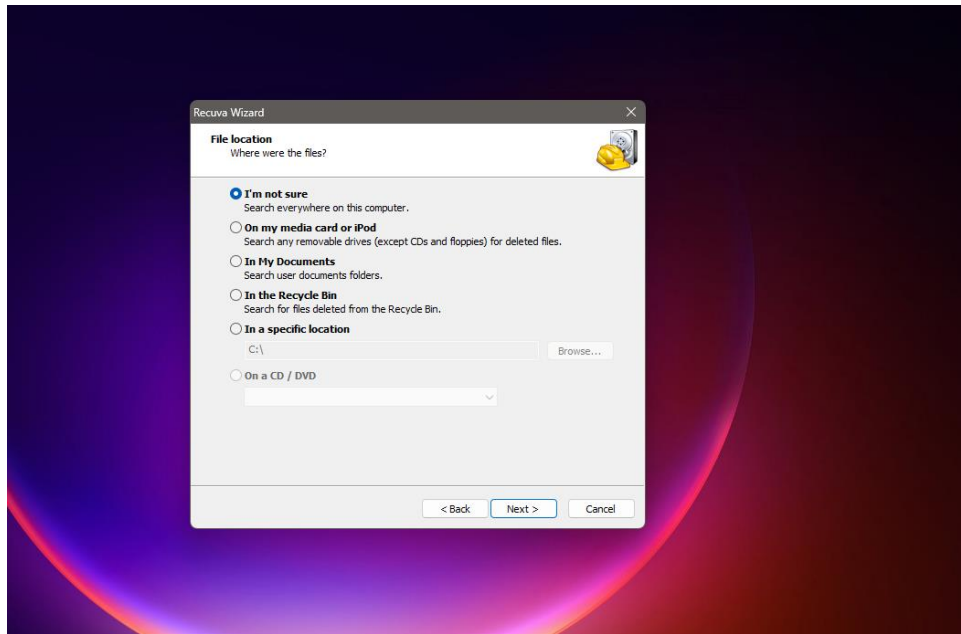 Recuva Wizard
File location
Where were the files?
I'm not sure
Search everywhere on this computer.
On my media card or iPod
Search any removable drives (except CDs and floppies) for deleted files.
In My Documents
Search user documents folders.
In the Recycle Bin
Search for files deleted from the Recycle Bin.
In a specific location
C:\
Browse...
On a CD / DVD
< Back
Next >
Cancel